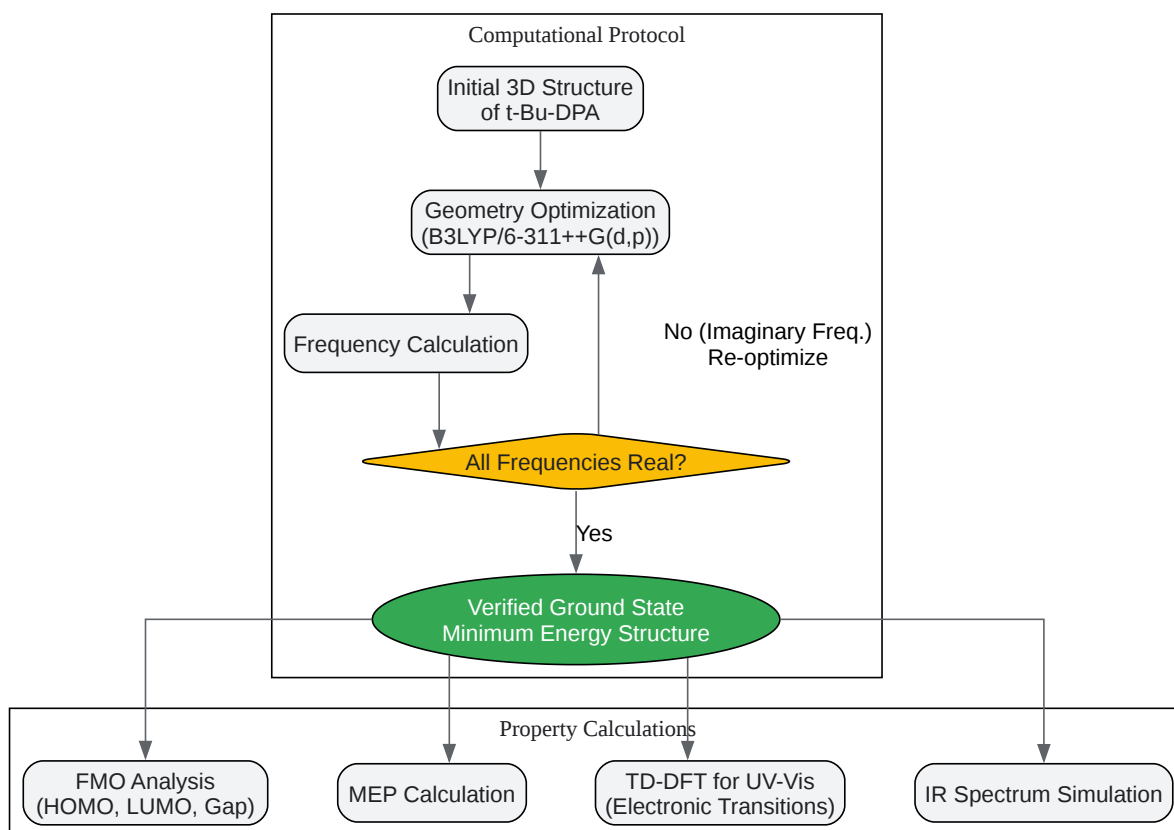 Computational Protocol
Initial 3D Structure
of t-Bu-DPA
Geometry Optimization
(B3LYP/6-311++G(d,p))
Frequency Calculation
No (Imaginary Freq.)
Re-optimize
All Frequencies Real?
Yes
Verified Ground State
Minimum Energy Structure
Property Calculations
FMO Analysis
(HOMO, LUMO, Gap)
MEP Calculation
TD-DFT for UV-Vis
(Electronic Transitions)
IR Spectrum Simulation